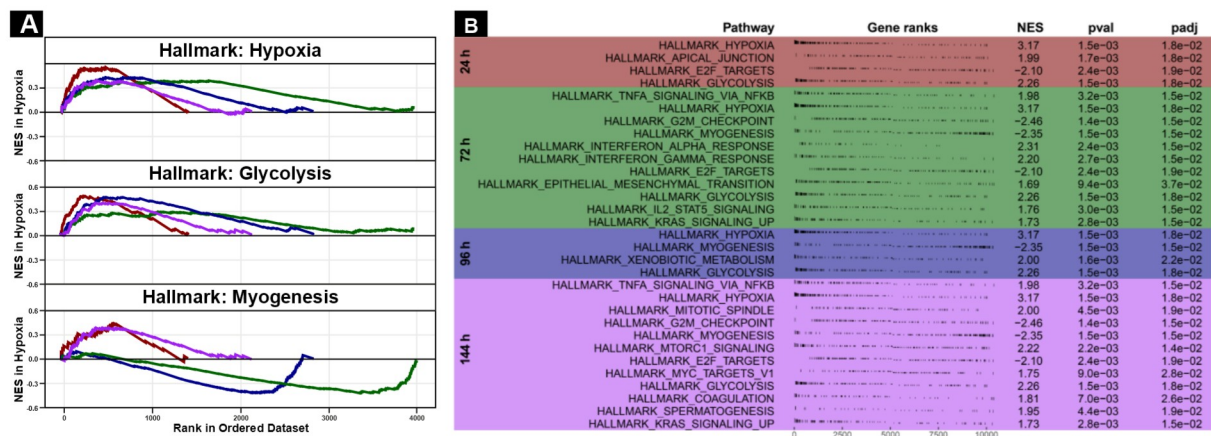 A
Hallmark: Hypoxia
NES in Hypoxia
0.3
0.0
-0.3
-0.6
Hallmark: Glycolysis
NES in Hypoxia
0.6
0.3
0.0
-0.3
-0.6
Hallmark: Myogenesis
NES in Hypoxia
0.6
0.3
0.0
-0.3
-0.6
0 1000 2000 3000 4000
Rank in Ordered Dataset
B
Pathway Gene ranks NES pval padj
24 h
HALLMARK_HYPOXIA 3.17 1.5e−03 1.8e−02
HALLMARK_APICAL_JUNCTION 1.99 1.7e−03 1.8e−02
HALLMARK_E2F_TARGETS −2.10 2.4e−03 1.9e−02
HALLMARK_GLYCOLYSIS 2.26 1.5e−03 1.8e−02
72 h
HALLMARK_TNFA_SIGNALING_VIA_NFKB 1.98 3.2e−03 1.5e−02
HALLMARK_HYPOXIA 3.17 1.5e−03 1.8e−02
HALLMARK_G2M_CHECKPOINT −2.46 1.4e−03 1.5e−02
HALLMARK_MYOGENESIS −2.35 1.5e−03 1.5e−02
HALLMARK_INTERFERON_ALPHA_RESPONSE 2.31 2.4e−03 1.5e−02
HALLMARK_INTERFERON_GAMMA_RESPONSE 2.20 2.7e−03 1.5e−02
HALLMARK_E2F_TARGETS −2.10 2.4e−03 1.9e−02
HALLMARK_EPITHELIAL_MESENCHYMAL_TRANSITION 1.69 9.4e−03 3.7e−02
HALLMARK_GLYCOLYSIS 2.26 1.5e−03 1.8e−02
HALLMARK_IL2_STAT5_SIGNALING 1.76 3.0e−03 1.5e−02
HALLMARK_KRAS_SIGNALING_UP 1.73 2.8e−03 1.5e−02
96 h
HALLMARK_HYPOXIA 3.17 1.5e−03 1.8e−02
HALLMARK_MYOGENESIS −2.35 1.5e−03 1.5e−02
HALLMARK_XENOBIOTIC_METABOLISM 2.00 1.6e−03 2.2e−02
HALLMARK_GLYCOLYSIS 2.26 1.5e−03 1.8e−02
144 h
HALLMARK_TNFA_SIGNALING_VIA_NFKB 1.98 3.2e−03 1.5e−02
HALLMARK_HYPOXIA 3.17 1.5e−03 1.8e−02
HALLMARK_MITOTIC_SPINDLE 2.00 4.5e−03 1.9e−02
HALLMARK_G2M_CHECKPOINT −2.46 1.4e−03 1.5e−02
HALLMARK_MYOGENESIS −2.35 1.5e−03 1.5e−02
HALLMARK_MTORC1_SIGNALING 2.22 2.2e−03 1.4e−02
HALLMARK_E2F_TARGETS −2.10 2.4e−03 1.9e−02
HALLMARK_MYC_TARGETS_V1 1.75 9.0e−03 2.8e−02
HALLMARK_GLYCOLYSIS 2.26 1.5e−03 1.8e−02
HALLMARK_COAGULATION 1.81 7.0e−03 2.6e−02
HALLMARK_SPERMATOGENESIS 1.95 4.4e−03 1.9e−02
HALLMARK_KRAS_SIGNALING_UP 1.73 2.8e−03 1.5e−02
0 2500 5000 7500 10000